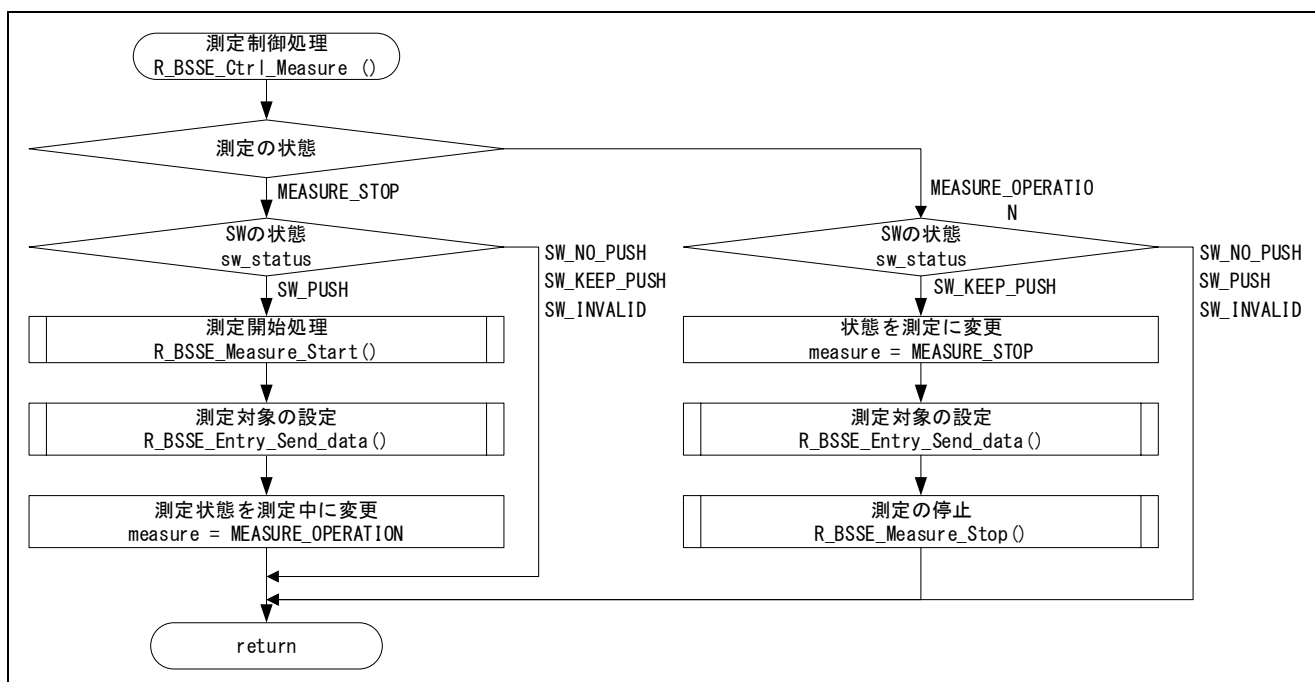 測定制御処理
R_BSSE_Ctrl_Measure ()
測定の状態
MEASURE_STOP
SWの状態
sw_status
SW_NO_PUSH
SW_KEEP_PUSH
SW_INVALID
SW_PUSH
測定開始処理
R_BSSE_Measure_Start()
測定対象の設定
R_BSSE_Entry_Send_data()
測定状態を測定中に変更
measure = MEASURE_OPERATION
MEASURE_OPERATIO
N
SWの状態
sw_status
SW_NO_PUSH
SW_PUSH
SW_INVALID
SW_KEEP_PUSH
状態を測定に変更
measure = MEASURE_STOP
測定対象の設定
R_BSSE_Entry_Send_data()
測定の停止
R_BSSE_Measure_Stop()
return